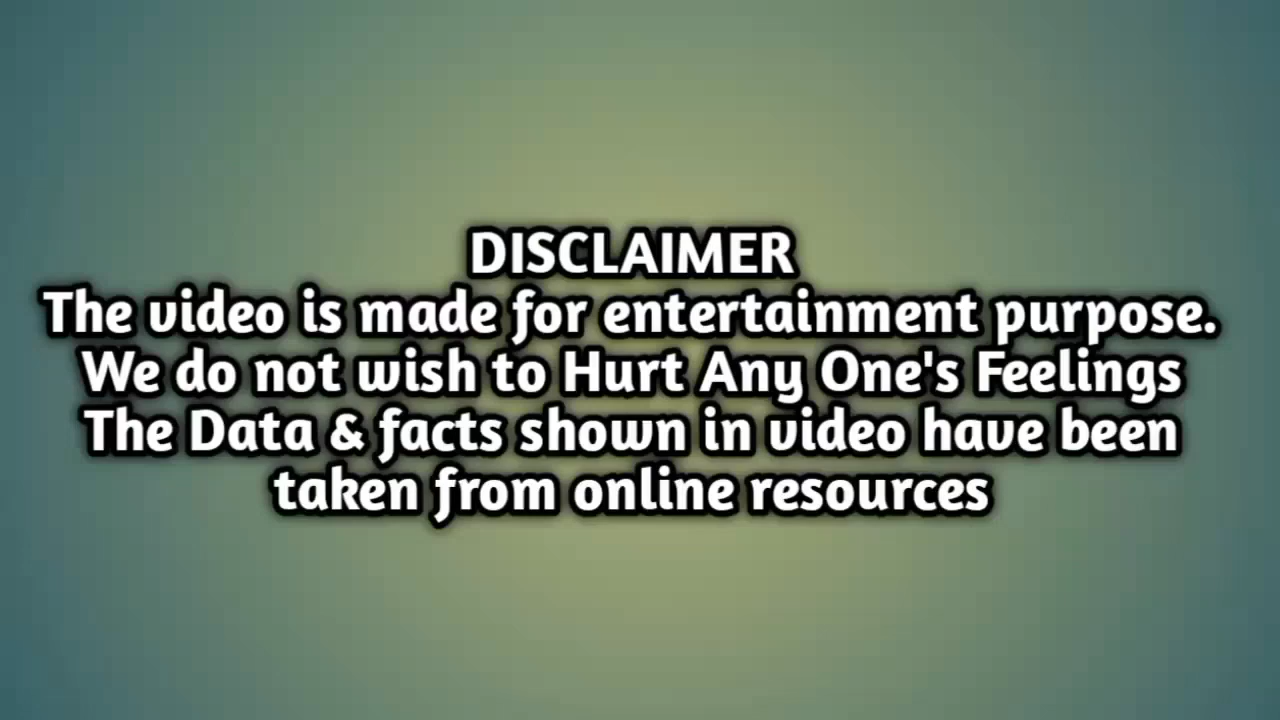 DISCLAIMER
The video is made for entertainment purpose.
We do not wish to Hurt Any One's Feelings
The Data & facts shown in video have been
taken from online resources